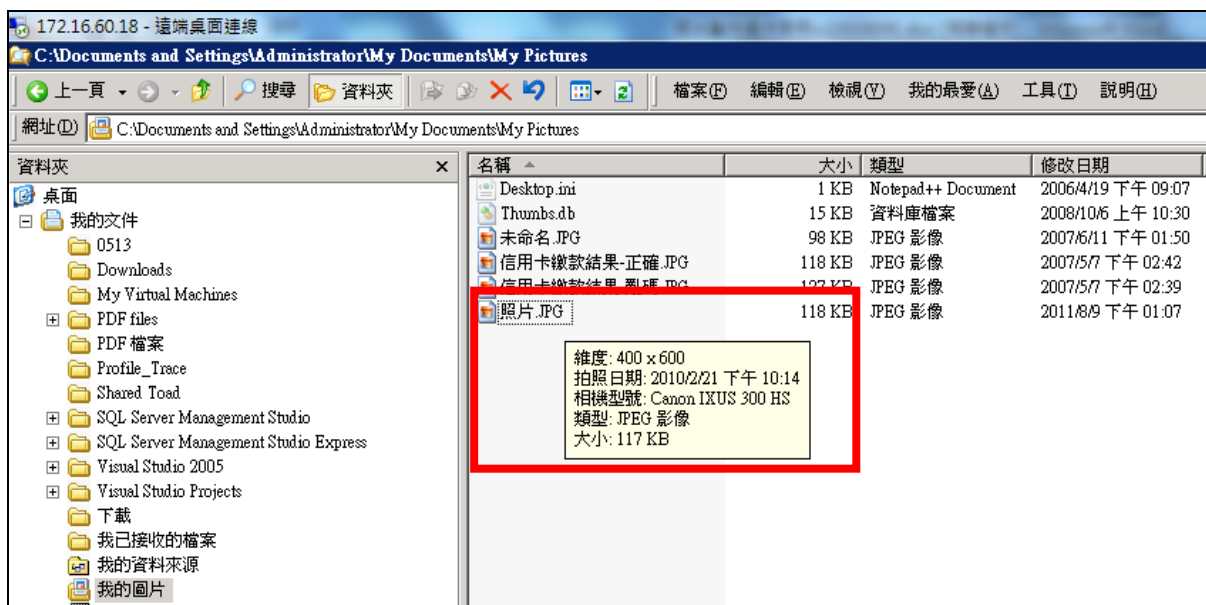 172.16.60.18 - 遠端桌面連線
C:\Documents and Settings\Administrator\My Documents\My Pictures
上一頁 搜尋 資料夾 檔案(F) 編輯(E) 檢視(V) 我的最愛(A) 工具(T) 說明(H)
網址(D) C:\Documents and Settings\Administrator\My Documents\My Pictures
資料夾
桌面
我的文件
0513
Downloads
My Virtual Machines
PDF files
PDF 檔案
Profile_Trace
Shared Toad
SQL Server Management Studio
SQL Server Management Studio Express
Visual Studio 2005
Visual Studio Projects
下載
我已接收的檔案
我的資料來源
我的圖片
名稱 大小 類型 修改日期
Desktop.ini 1 KB Notepad++ Document 2006/4/19 下午 09:07
Thumbs.db 15 KB 資料庫檔案 2008/10/6 上午 10:30
未命名.JPG 98 KB JPEG 影像 2007/6/11 下午 01:50
信用卡繳款結果-正確.JPG 118 KB JPEG 影像 2007/5/7 下午 02:42
信用卡繳款結果-亂碼.JPG 127 KB JPEG 影像 2007/5/7 下午 02:39
照片.JPG 118 KB JPEG 影像 2011/8/9 下午 01:07
維度: 400 x 600
拍照日期: 2010/2/21 下午 10:14
相機型號: Canon IXUS 300 HS
類型: JPEG 影像
大小: 117 KB